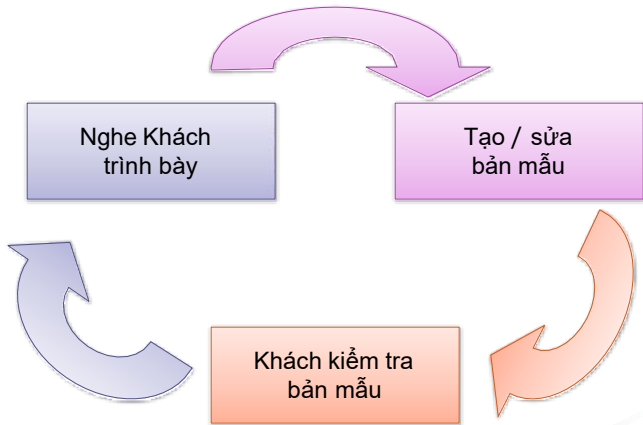 Nghe Khách
trình bày
Tạo / sửa
bản mẫu
Khách kiểm tra
bản mẫu